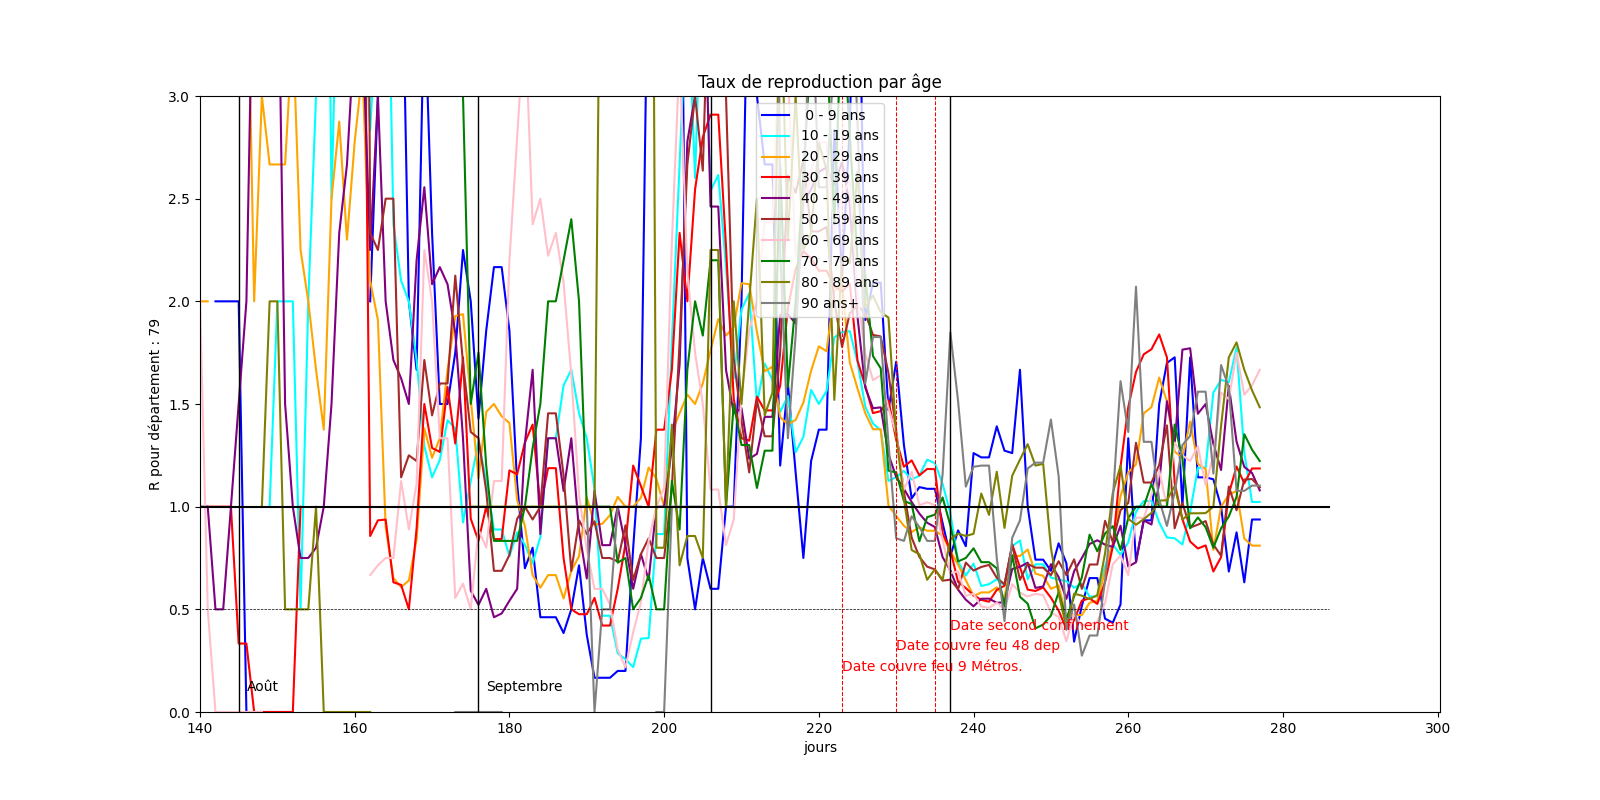 Taux de reproduction par âge
3.0
2.5
2.0
1.5
1.0
0.5
0.0
R pour département : 79
0 - 9 ans
10 - 19 ans
20 - 29 ans
30 - 39 ans
40 - 49 ans
50 - 59 ans
60 - 69 ans
70 - 79 ans
80 - 89 ans
90 ans+
Date second confinement
Date couvre feu 48 dep
Date couvre feu 9 Métros.
Août
Septembre
140
160
180
200
220
240
260
280
300
jours